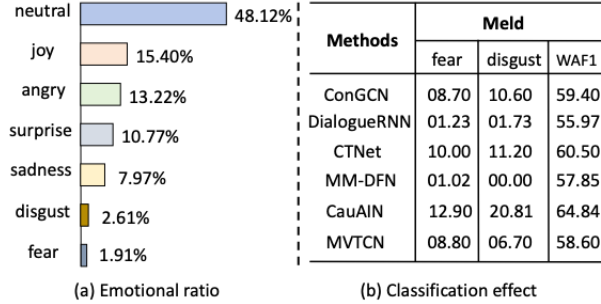 neutral 48.12%
joy 15.40%
angry 13.22%
surprise 10.77%
sadness 7.97%
disgust 2.61%
fear 1.91%
(a) Emotional ratio
Methods Meld
fear disgust WAF1
ConGCN 08.70 10.60 59.40
DialogueRNN 01.23 01.73 55.97
CTNet 10.00 11.20 60.50
MM-DFN 01.02 00.00 57.85
CauAIN 12.90 20.81 64.84
MVTCN 08.80 06.70 58.60
(b) Classification effect